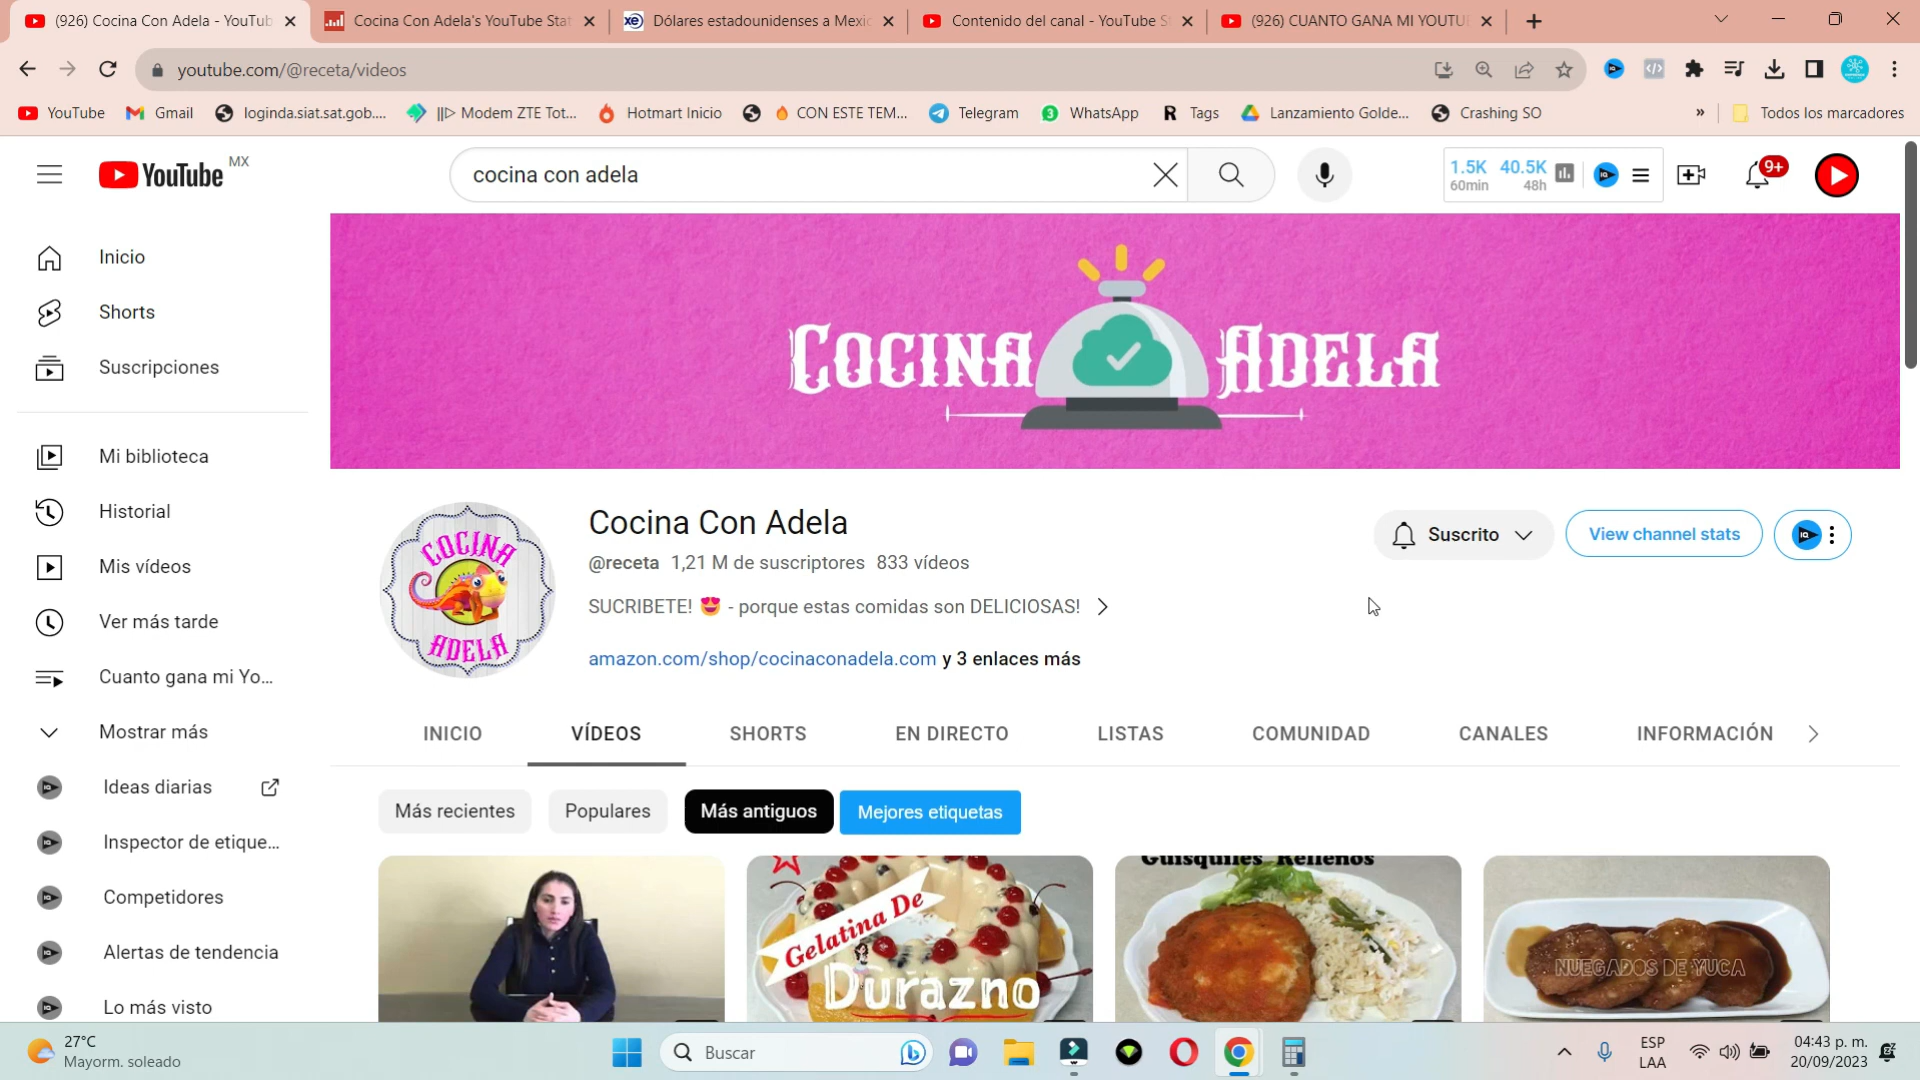 (926) Cocina Con Adela - YouTub
Cocina Con Adela's YouTube Stat
xe Dólares estadounidenses a Mexic
Contenido del canal - YouTube S
(926) CUANTO GANA MI YOUTU
youtube.com/@receta/videos
YouTube
Gmail
loginda.siat.sat.gob....
||▷ Modem ZTE Tot...
Hotmart Inicio
CON ESTE TEM...
Telegram
3 WhatsApp
R Tags
Lanzamiento Golde...
Crashing SO
»
Todos los marcadores
YouTube MX
cocina con adela
1.5K 40.5K
60min 48h
9+
Inicio
Shorts
Suscripciones
Mi biblioteca
Historial
Mis vídeos
Ver más tarde
Cuanto gana mi Yo...
Mostrar más
Ideas diarias
Inspector de etique...
Competidores
Alertas de tendencia
Lo más visto
COCINA ADELA
COCINA
ADELA
Cocina Con Adela
@receta 1,21 M de suscriptores 833 vídeos
SUCRIBETE! 😍 - porque estas comidas son DELICIOSAS!
amazon.com/shop/cocinaconadela.com y 3 enlaces más
Suscrito
View channel stats
INICIO
VÍDEOS
SHORTS
EN DIRECTO
LISTAS
COMUNIDAD
CANALES
INFORMACIÓN
Más recientes
Populares
Más antiguos
Mejores etiquetas
Gelatina De
Durazno
Guisquiles Rellenos
NUEGADOS DE YUCA
27°C
Mayorm. soleado
Buscar
ESP
LAA
04:43 p. m.
20/09/2023